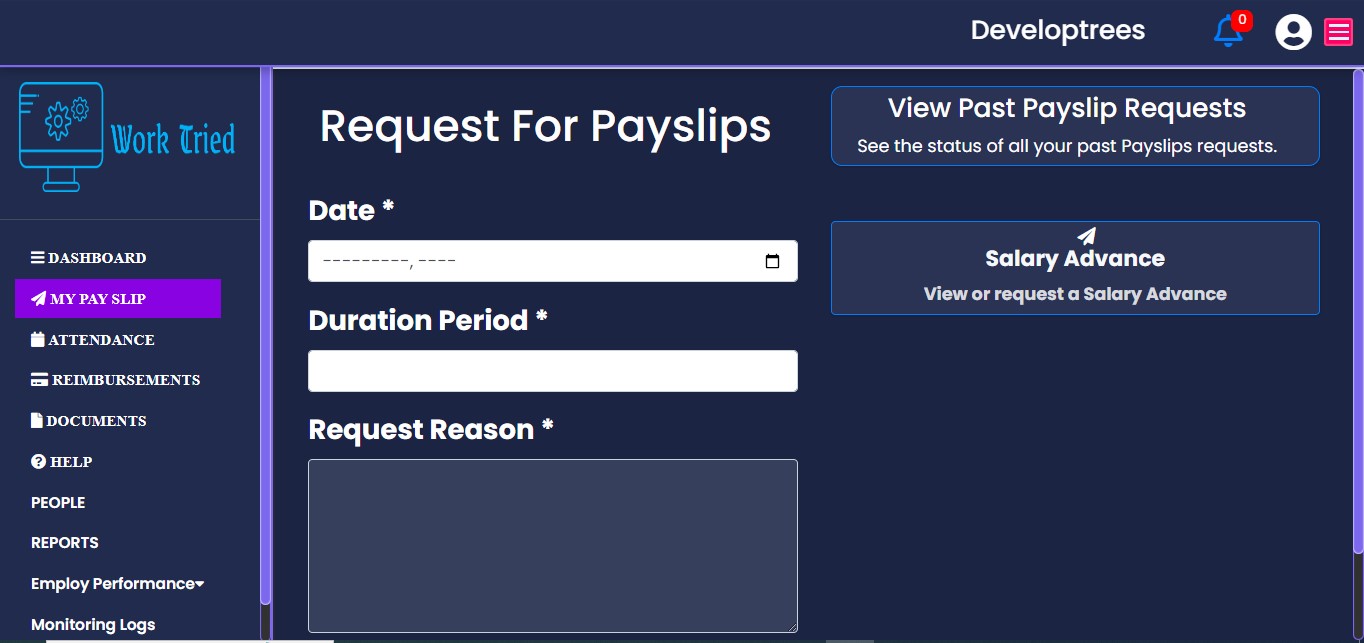 Developtrees
0
Work Tried
DASHBOARD
MY PAY SLIP
ATTENDANCE
REIMBURSEMENTS
DOCUMENTS
HELP
PEOPLE
REPORTS
Employ Performance
Monitoring Logs
Request For Payslips
Date *
---------, ----
Duration Period *
Request Reason *
View Past Payslip Requests
See the status of all your past Payslips requests.
Salary Advance
View or request a Salary Advance